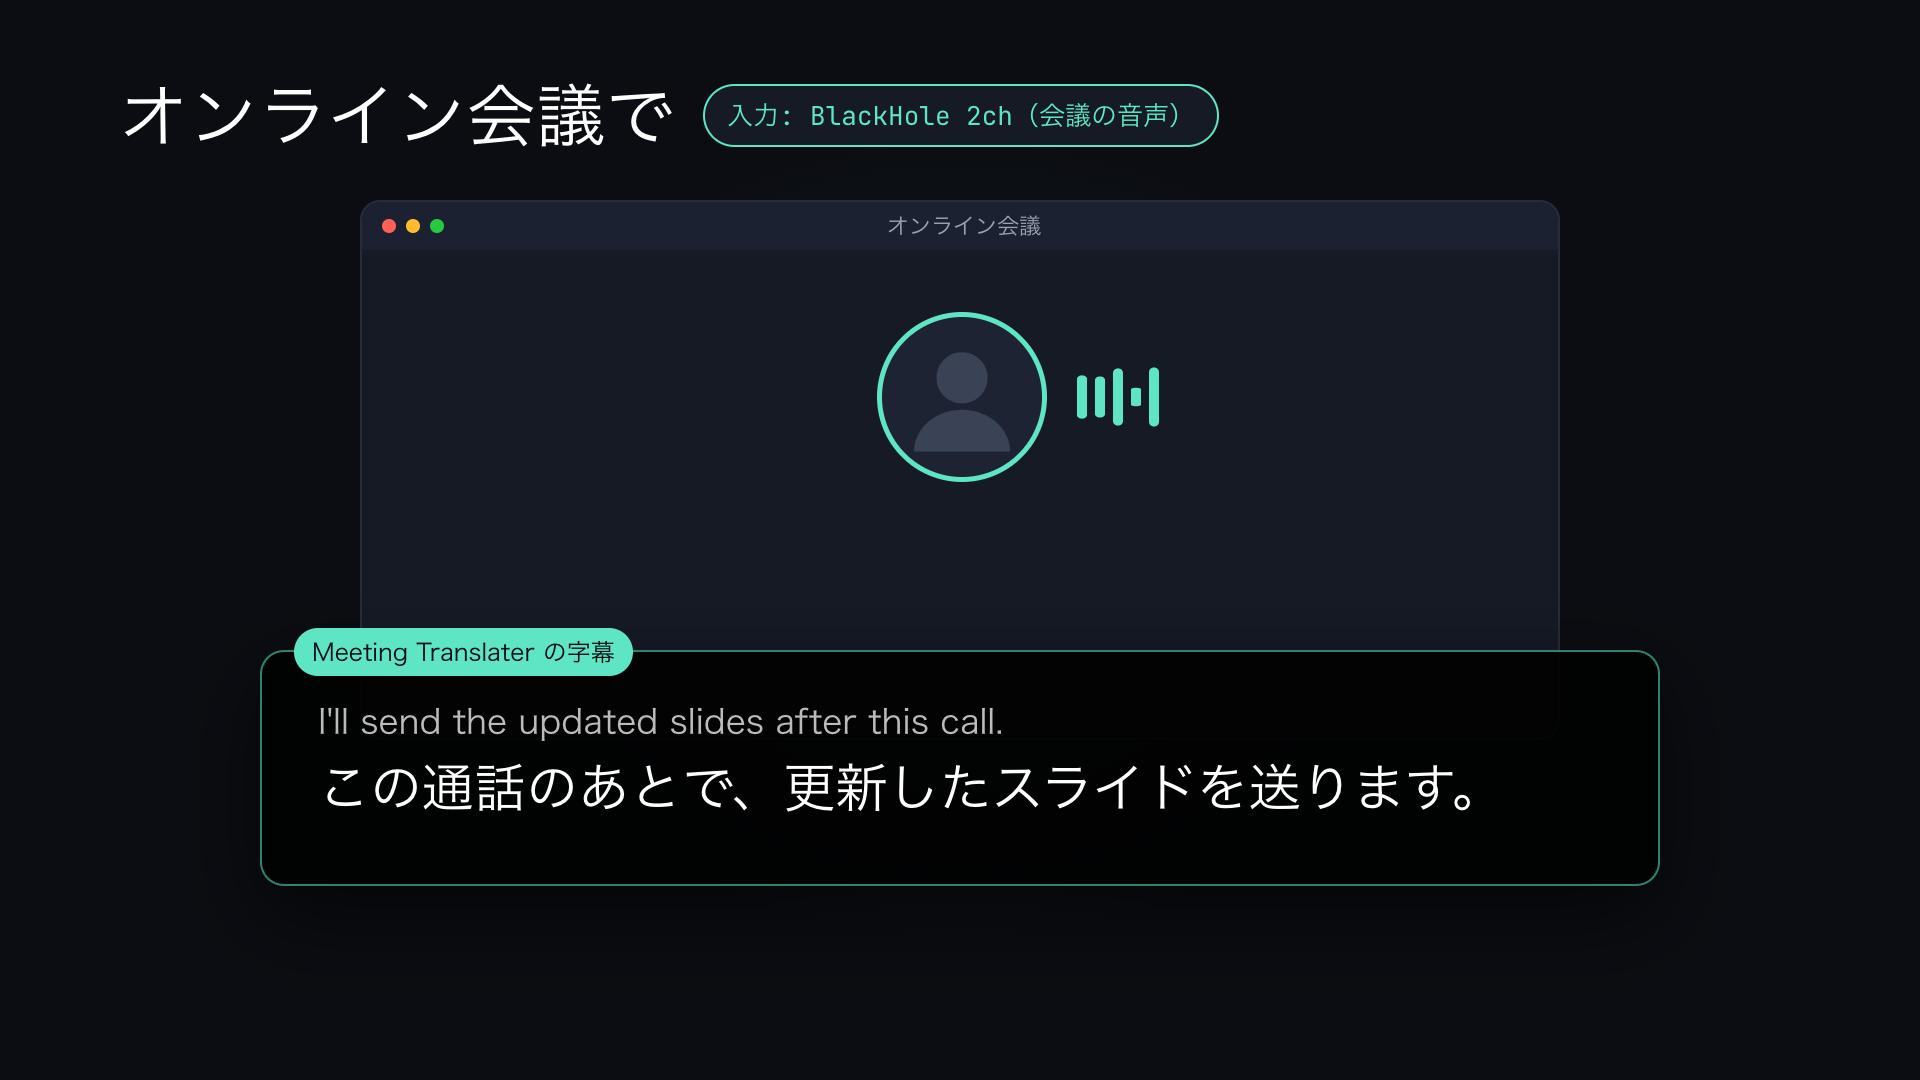 オンライン会議で
入力: BlackHole 2ch（会議の音声）
オンライン会議
Meeting Translater の字幕
I'll send the updated slides after this call.
この通話のあとで、更新したスライドを送ります。